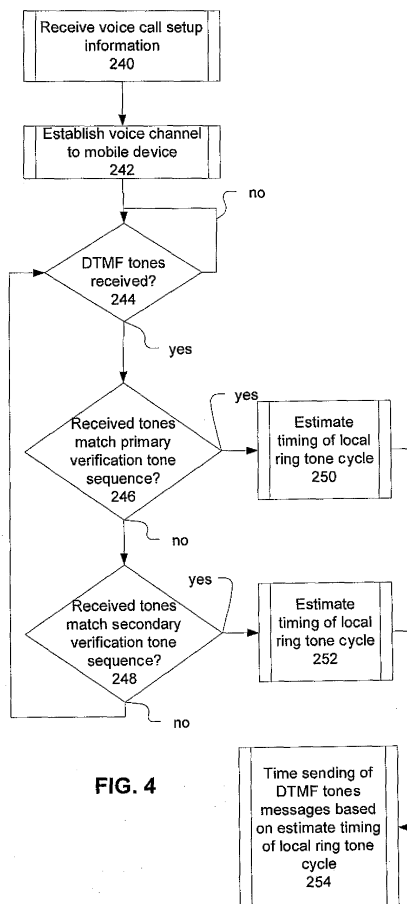 Receive voice call setup
information
240
Establish voice channel
to mobile device
242
no
DTMF tones
received?
244
yes
Received tones
match primary
verification tone
sequence?
246
yes
Estimate
timing of local
ring tone cycle
250
no
Received tones
match secondary
verification tone
sequence?
248
yes
Estimate
timing of local
ring tone cycle
252
no
FIG. 4
Time sending of
DTMF tones
messages based
on estimate timing
of local ring tone
cycle
254